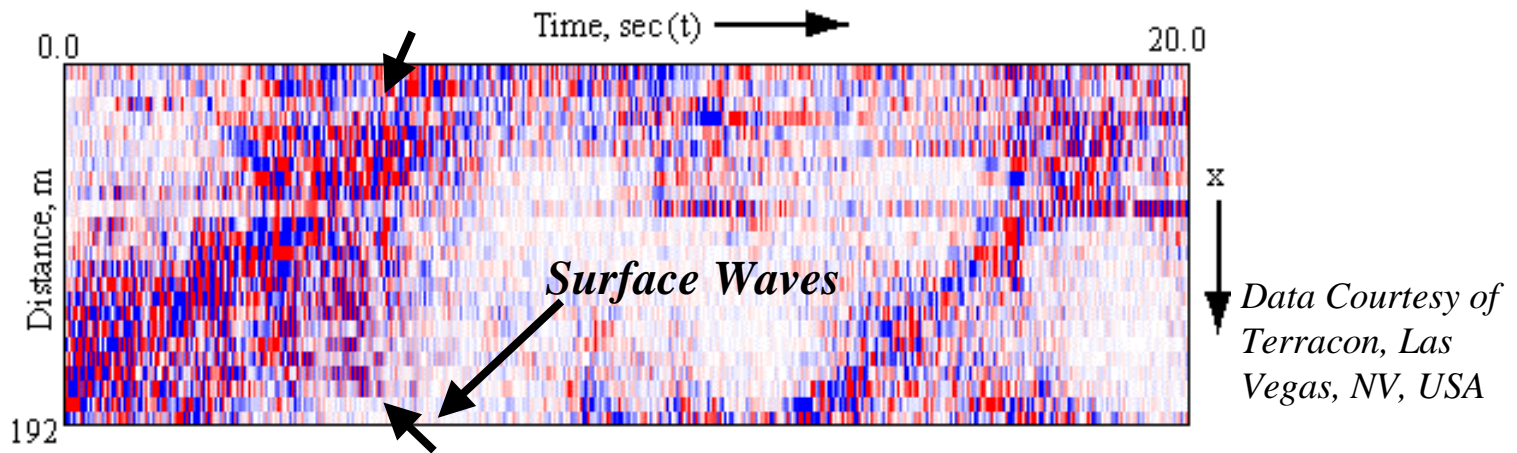 Time, sec (t)
0.0
20.0
Distance, m
x
Surface Waves
Data Courtesy of
Terracon, Las
Vegas, NV, USA
192